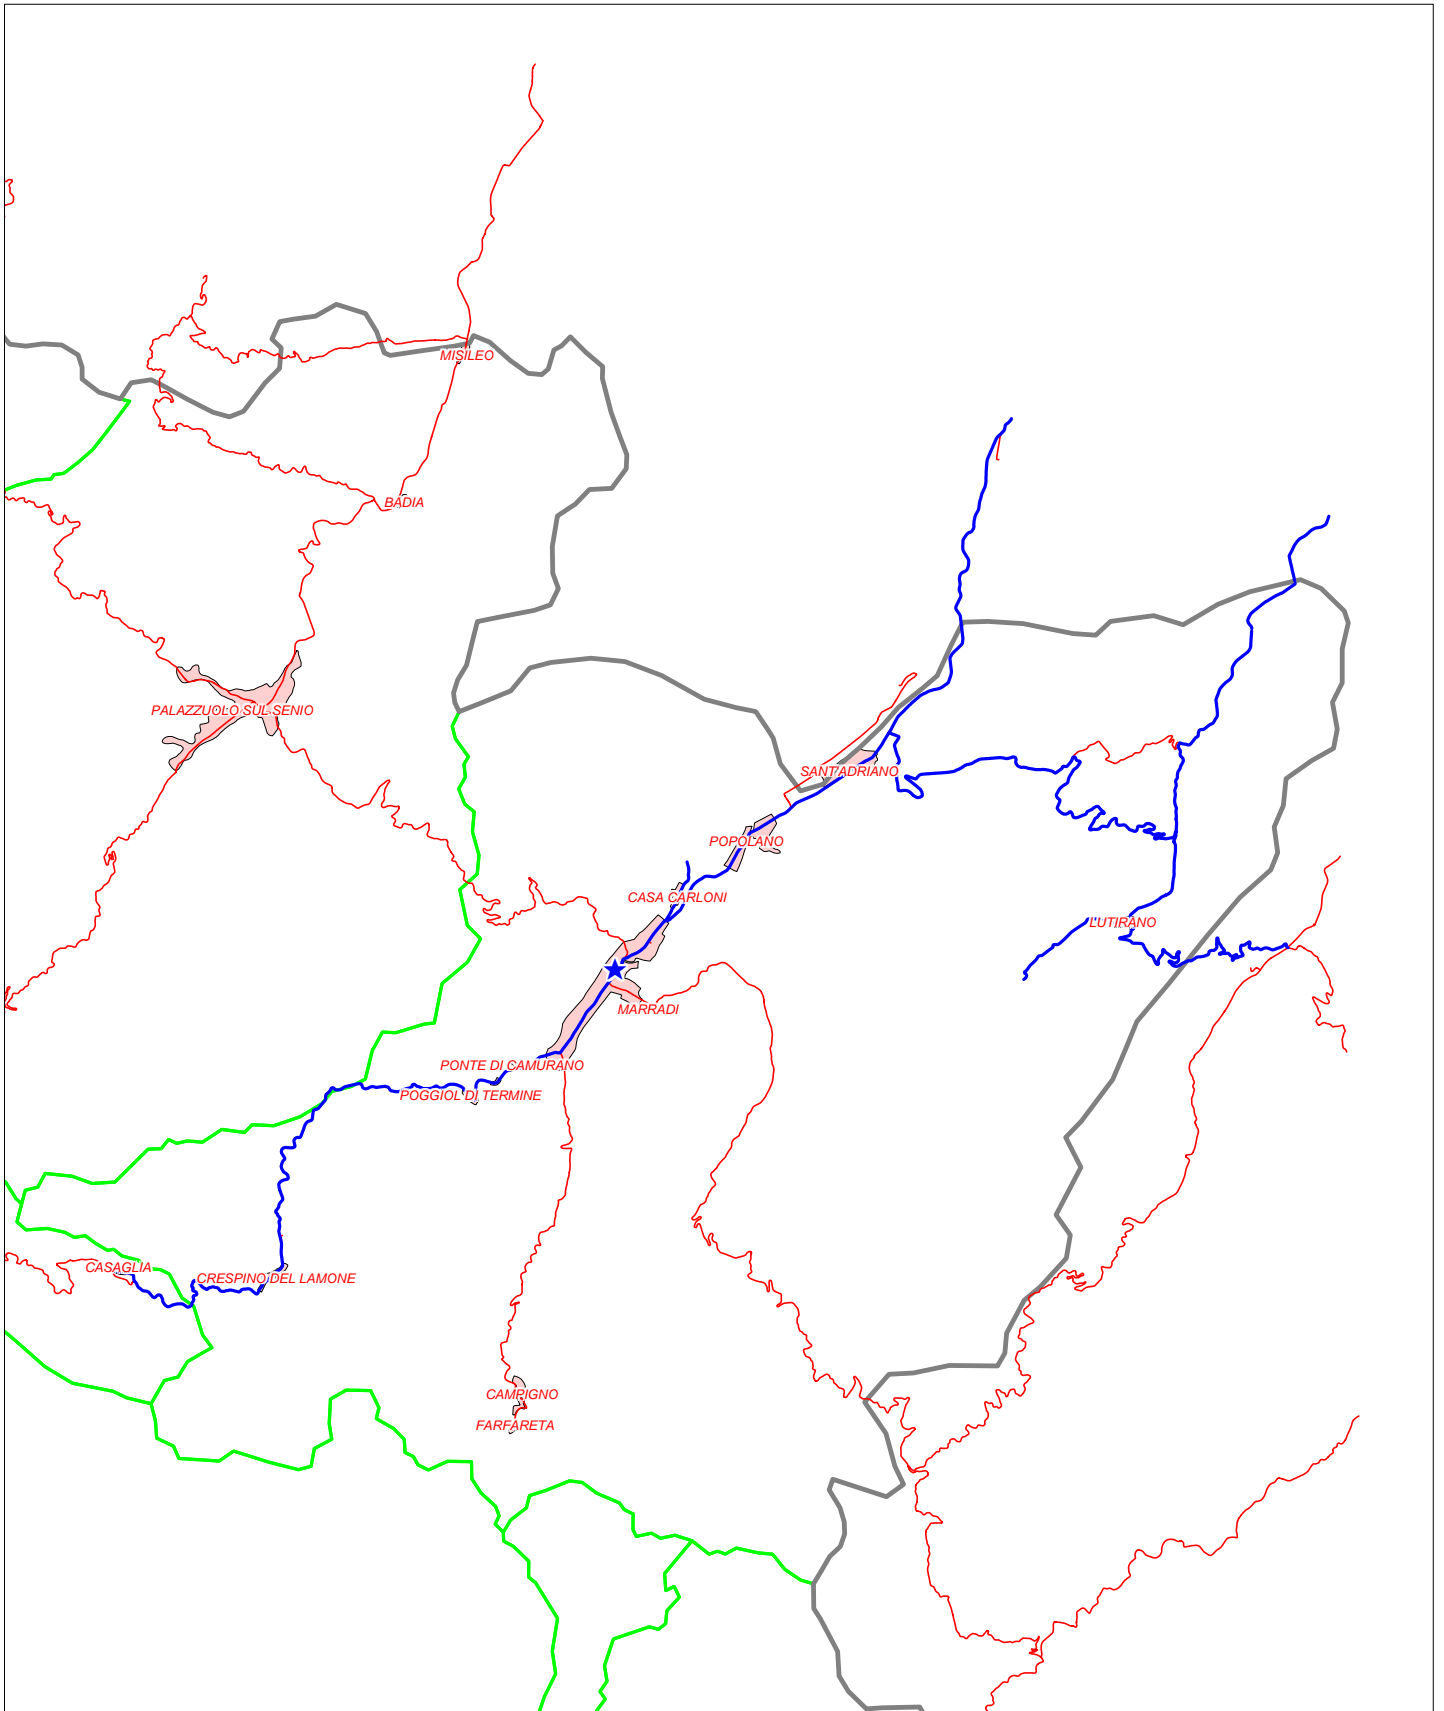 MISILEO
BADIA
PALAZZUOLO SUL SENIO
SANT'ADRIANO
POPOLANO
CASA CARLONI
LUTIRANO
MARRADI
PONTE DI CAMURANO
POGGIOL DI TERMINE
CASAGLIA
CRESPINO DEL LAMONE
CAMPIGNO
FARFARETA